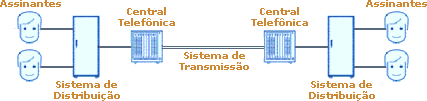 Assinantes
Central
Telefônica
Central
Telefônica
Assinantes
Sistema de
Transmissão
Sistema de
Distribuição
Sistema de
Distribuição